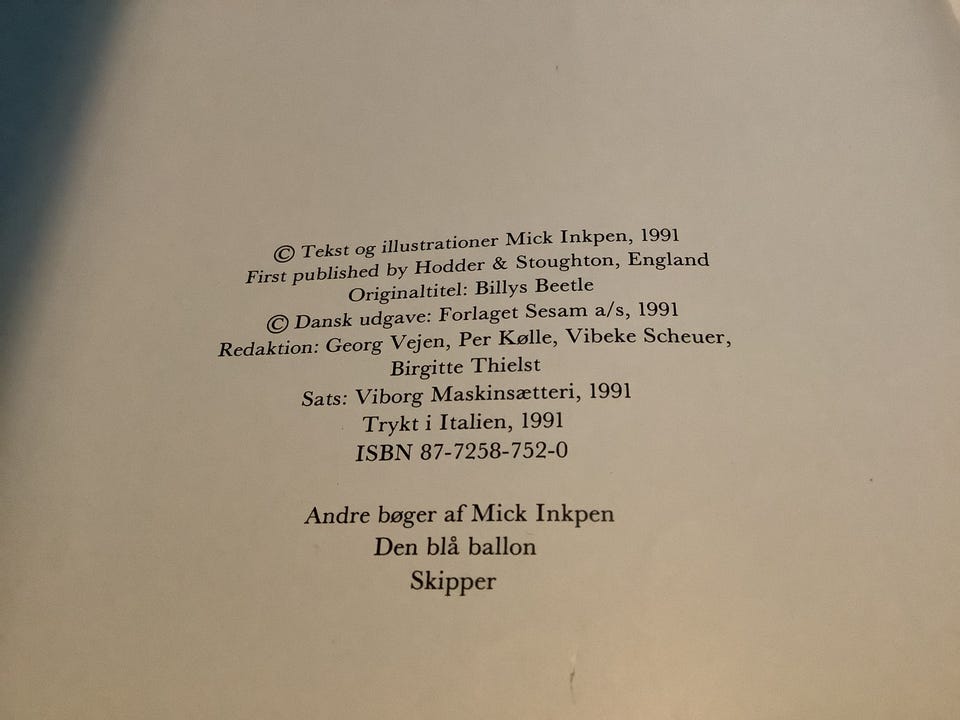 © Tekst og illustrationer Mick Inkpen, 1991
First published by Hodder & Stoughton, England
Originaltitel: Billys Beetle
© Dansk udgave: Forlaget Sesam a/s, 1991
Redaktion: Georg Vejen, Per Kølle, Vibeke Scheuer,
Birgitte Thielst
Sats: Viborg Maskinsætteri, 1991
Trykt i Italien, 1991
ISBN 87-7258-752-0
Andre bøger af Mick Inkpen
Den blå ballon
Skipper